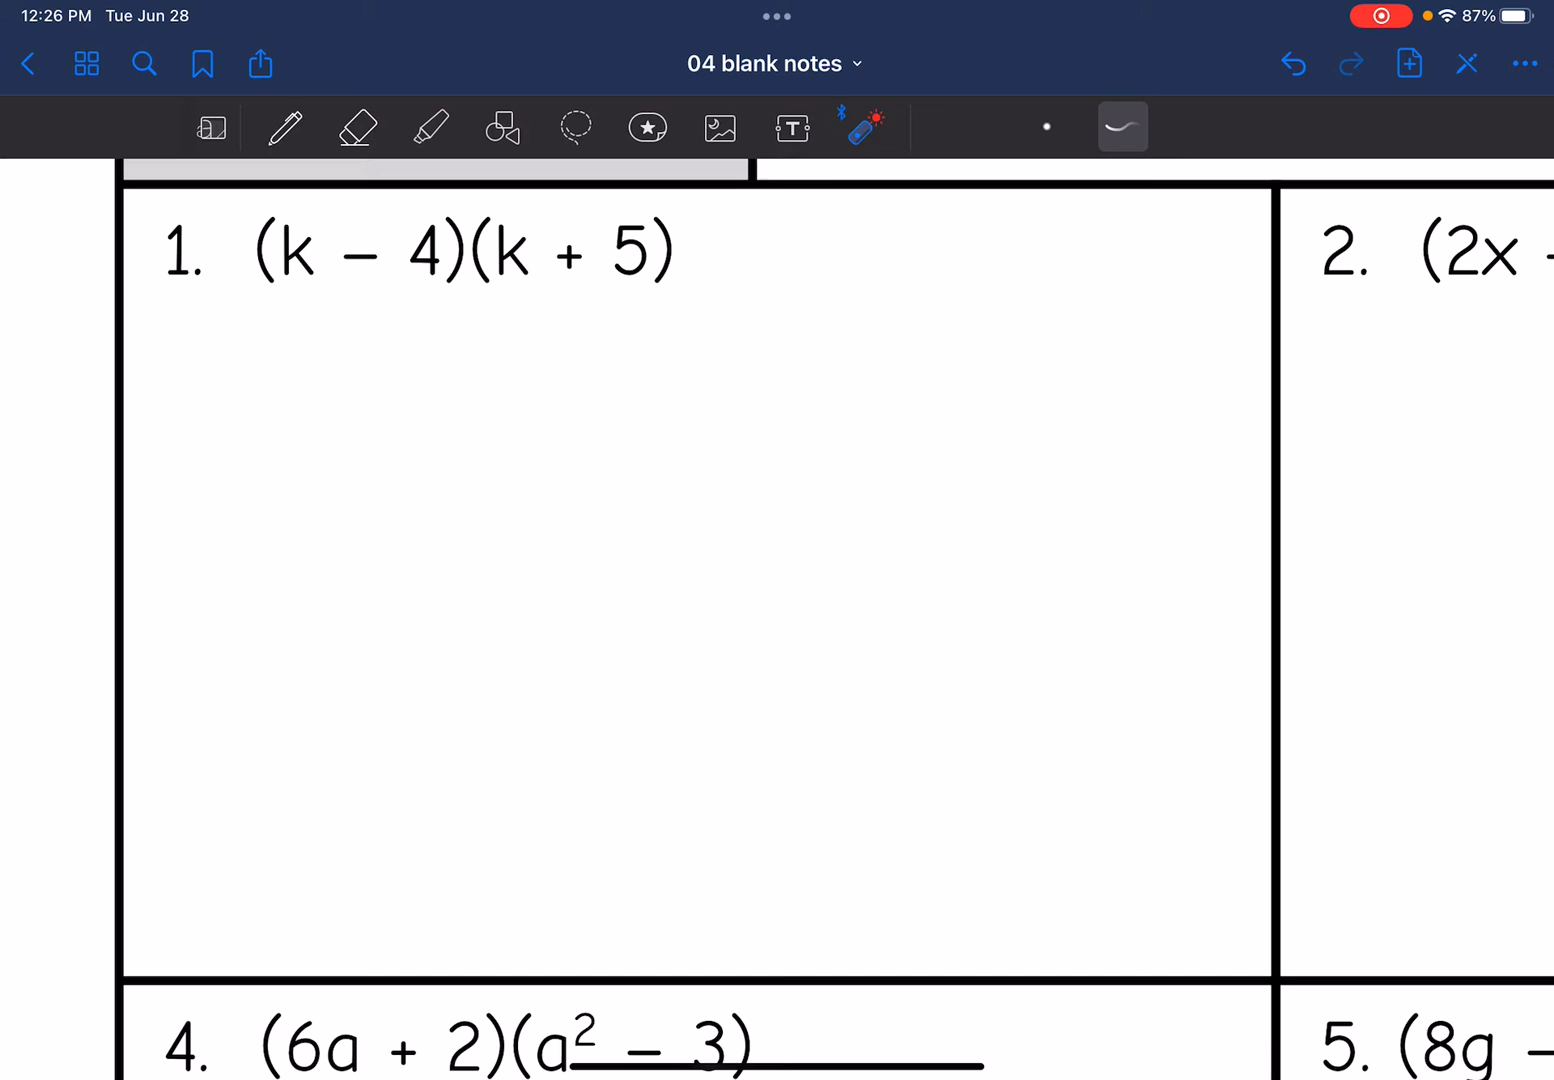 12:26 PM Tue Jun 28
87%
04 blank notes
T
1. (k – 4)(k + 5)
2. (2x
4. (6a + 2)(a² – 3)
5. (8g –